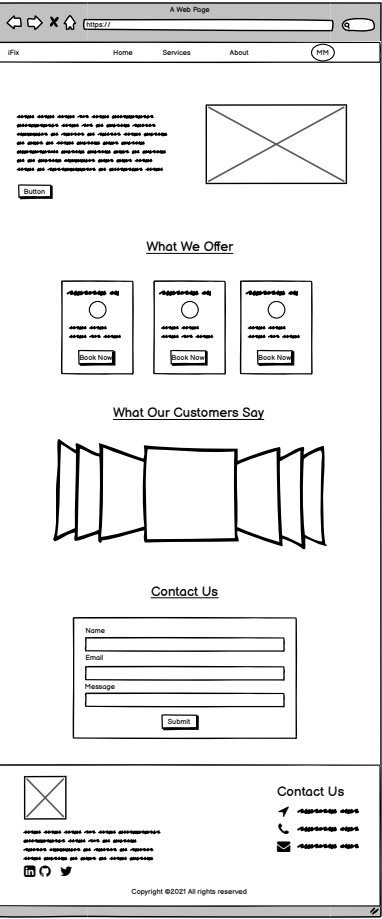 A Web Page
https://
iFix Home Services About MM
Button
What We Offer
Book Now Book Now Book Now
What Our Customers Say
Contact Us
Name
Email
Message
Submit
Contact Us
Copyright ©2021 All rights reserved